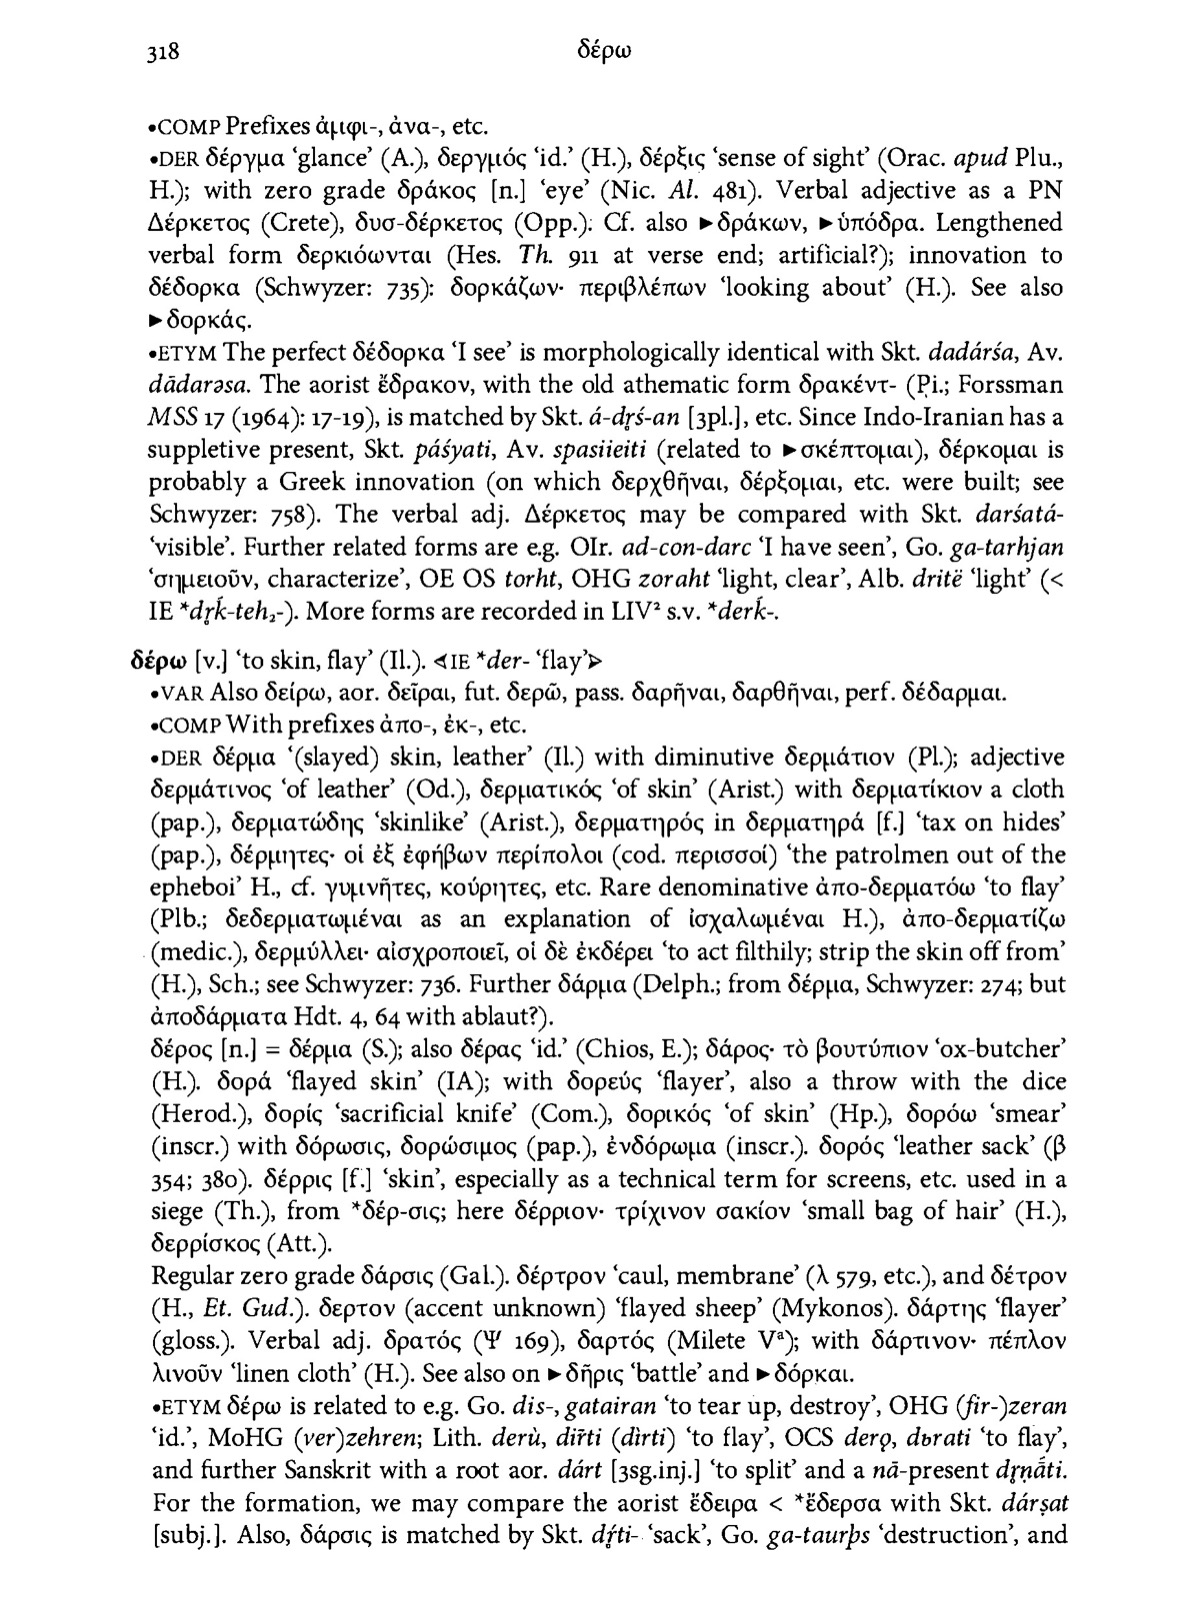 318
δέρω
•COMP Prefixes ἀμφι-, ἀνα-, etc.
•DER δέργμα ‘glance’ (A.), δεργμός ‘id.’ (H.), δέρξις ‘sense of sight’ (Orac. apud Plu.,
H.); with zero grade δράκος [n.] ‘eye’ (Nic. Al. 481). Verbal adjective as a PN
Δέρκετος (Crete), δυσ-δέρκετος (Opp.). Cf. also ►δράκων, ►ὑπόδρα. Lengthened
verbal form δερκιόωνται (Hes. Th. 911 at verse end; artificial?); innovation to
δέδορκα (Schwyzer: 735): δορκάζων· περιβλέπων ‘looking about’ (H.). See also
►δορκάς.
•ETYM The perfect δέδορκα ‘I see’ is morphologically identical with Skt. dadárśa, Av.
dādarəsa. The aorist ἔδρακον, with the old athematic form δρακέντ- (Pi.; Forssman
MSS 17 (1964): 17-19), is matched by Skt. á-dr̥ś-an [3pl.], etc. Since Indo-Iranian has a
suppletive present, Skt. páśyati, Av. spasiieiti (related to ►σκέπτομαι), δέρκομαι is
probably a Greek innovation (on which δερχθῆναι, δέρξομαι, etc. were built; see
Schwyzer: 758). The verbal adj. Δέρκετος may be compared with Skt. darśatá-
‘visible’. Further related forms are e.g. OIr. ad-con-darc ‘I have seen’, Go. ga-tarhjan
‘σημειοῦν, characterize’, OE OS torht, OHG zoraht ‘light, clear’, Alb. dritë ‘light’ (<
IE *dr̥ḱ-teh₂-). More forms are recorded in LIV² s.v. *derḱ-.
δέρω [v.] ‘to skin, flay’ (Il.). ⊲IE *der- ‘flay’⊳
•VAR Also δείρω, aor. δεῖραι, fut. δερῶ, pass. δαρῆναι, δαρθῆναι, perf. δέδαρμαι.
•COMP With prefixes ἀπο-, ἐκ-, etc.
•DER δέρμα ‘(slayed) skin, leather’ (Il.) with diminutive δερμάτιον (Pl.); adjective
δερμάτινος ‘of leather’ (Od.), δερματικός ‘of skin’ (Arist.) with δερματίκιον a cloth
(pap.), δερματώδης ‘skinlike’ (Arist.), δερματηρός in δερματηρά [f.] ‘tax on hides’
(pap.), δέρμητες· οἱ ἐξ ἐφήβων περίπολοι (cod. περισσοί) ‘the patrolmen out of the
epheboi’ H., cf. γυμνῆτες, κούρητες, etc. Rare denominative ἀπο-δερματόω ‘to flay’
(Plb.; δεδερματωμέναι as an explanation of ἰσχαλωμέναι H.), ἀπο-δερματίζω
(medic.), δερμύλλει· αἰσχροποιεῖ, οἱ δὲ ἐκδέρει ‘to act filthily; strip the skin off from’
(H.), Sch.; see Schwyzer: 736. Further δάρμα (Delph.; from δέρμα, Schwyzer: 274; but
ἀποδάρματα Hdt. 4, 64 with ablaut?).
δέρος [n.] = δέρμα (S.); also δέρας ‘id.’ (Chios, E.); δάρος· τὸ βουτύπιον ‘ox-butcher’
(H.). δορά ‘flayed skin’ (IA); with δορεύς ‘flayer’, also a throw with the dice
(Herod.), δορίς ‘sacrificial knife’ (Com.), δορικός ‘of skin’ (Hp.), δορόω ‘smear’
(inscr.) with δόρωσις, δορώσιμος (pap.), ἐνδόρωμα (inscr.). δορός ‘leather sack’ (β
354; 380). δέρρις [f.] ‘skin’, especially as a technical term for screens, etc. used in a
siege (Th.), from *δέρ-σις; here δέρριον· τρίχινον σακίον ‘small bag of hair’ (H.),
δερρίσκος (Att.).
Regular zero grade δάρσις (Gal.). δέρτρον ‘caul, membrane’ (λ 579, etc.), and δέτρον
(H., Et. Gud.). δερτον (accent unknown) ‘flayed sheep’ (Mykonos). δάρτης ‘flayer’
(gloss.). Verbal adj. δρατός (Ψ 169), δαρτός (Milete Vᵃ); with δάρτινον· πέπλον
λινοῦν ‘linen cloth’ (H.). See also on ►δῆρις ‘battle’ and ►δόρκαι.
•ETYM δέρω is related to e.g. Go. dis-, gatairan ‘to tear up, destroy’, OHG (fir-)zeran
‘id.’, MoHG (ver)zehren; Lith. derù, dir̃ti (dìrti) ‘to flay’, OCS derǫ, dьrati ‘to flay’,
and further Sanskrit with a root aor. dárt [3sg.inj.] ‘to split’ and a nā-present dr̥ṇā́ti.
For the formation, we may compare the aorist ἔδειρα < *ἔδερσα with Skt. dárṣat
[subj.]. Also, δάρσις is matched by Skt. dŕ̥ti- ‘sack’, Go. ga-taurþs ‘destruction’, and